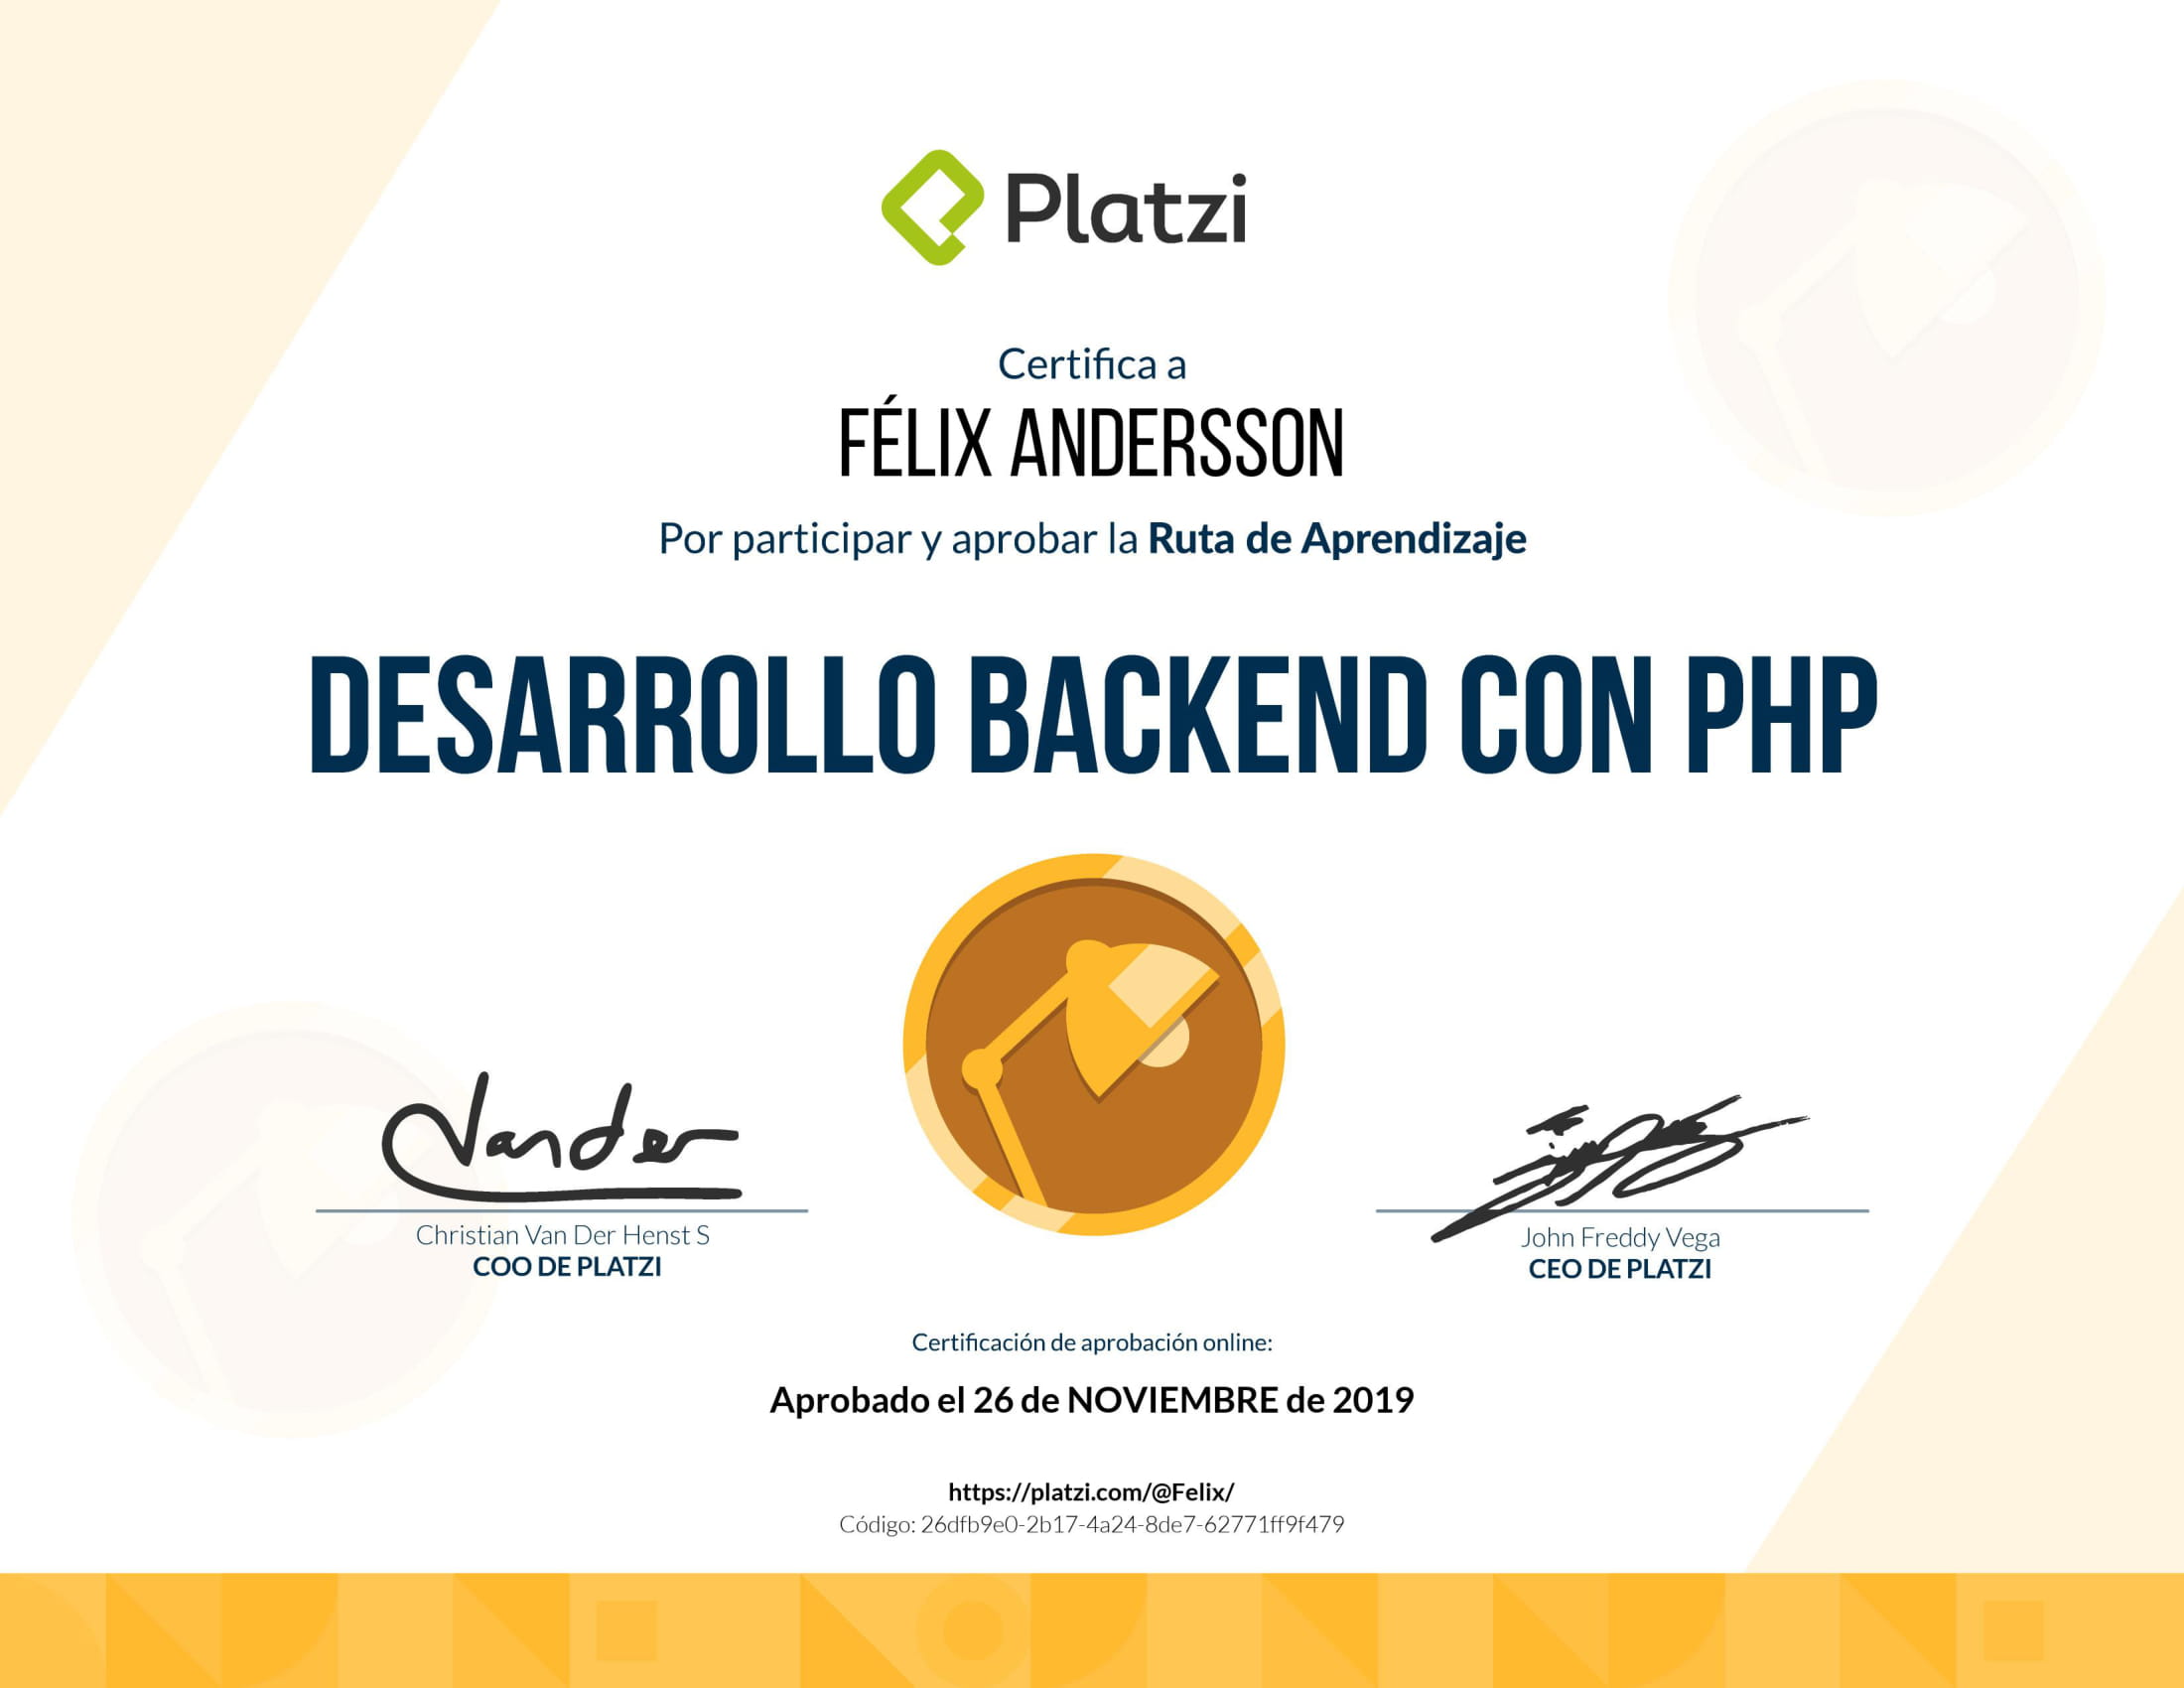 Platzi
Certifica a
FÉLIX ANDERSSON
Por participar y aprobar la Ruta de Aprendizaje
DESARROLLO BACKEND CON PHP
Vander
Christian Van Der Henst S
COO DE PLATZI
John Freddy Vega
CEO DE PLATZI
Certificación de aprobación online:
Aprobado el 26 de NOVIEMBRE de 2019
https://platzi.com/@Felix/
Código: 26dfb9e0-2b17-4a24-8de7-62771ff9f479